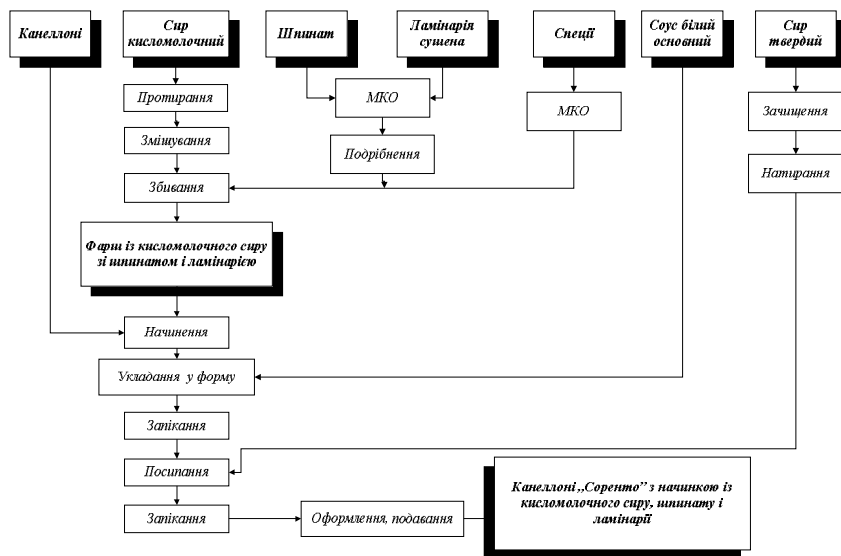 Канеллоні
Сир
кисломолочний
Шпинат
Ламінарія
сушена
Спеції
Соус білий
основний
Сир
твердий
Протирання
МКО
МКО
Зачищення
Змішування
Подрібнення
Збивання
Натирання
Фарш із кисломолочного сиру
зі шпинатом і ламінарією
Начинення
Укладання у форму
Запікання
Посипання
Запікання
Оформлення, подавання
Канеллоні „Соренто” з начинкою із
кисломолочного сиру, шпинату і
ламінарії